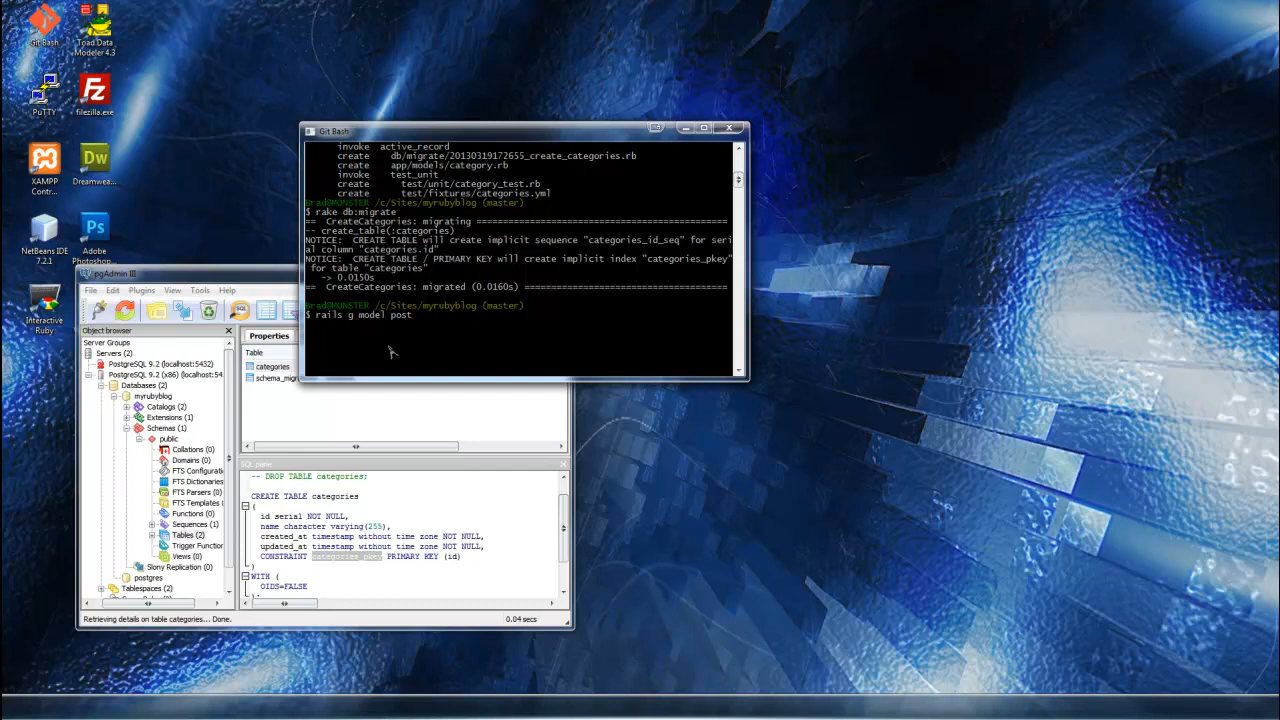 Git Bash
Toad Data
Modeler 4.3
PuTTY
filezilla.exe
XAMPP
Contr...
Dreamwea...
NetBeans IDE
7.2.1
Adobe
Photoshop...
Interactive
Ruby
Git Bash
invoke  active_record
create    db/migrate/20130319172655_create_categories.rb
create    app/models/category.rb
invoke    test_unit
create      test/unit/category_test.rb
create      test/fixtures/categories.yml
Brad@MONSTER /c/Sites/myrubyblog (master)
$ rake db:migrate
==  CreateCategories: migrating ===============================================
-- create_table(:categories)
NOTICE:  CREATE TABLE will create implicit sequence "categories_id_seq" for seri
al column "categories.id"
NOTICE:  CREATE TABLE / PRIMARY KEY will create implicit index "categories_pkey"
for table "categories"
-> 0.0150s
==  CreateCategories: migrated (0.0160s) ======================================
Brad@MONSTER /c/Sites/myrubyblog (master)
$ rails g model post
pgAdmin III
File Edit Plugins View Tools Help
Object browser
Server Groups
Servers (2)
PostgreSQL 9.2 (localhost:5432)
PostgreSQL 9.2 (x86) (localhost:54
Databases (2)
myrubyblog
Catalogs (2)
Extensions (1)
Schemas (1)
public
Collations (0)
Domains (0)
FTS Configuratio
FTS Dictionaries
FTS Parsers (0)
FTS Templates (
Functions (0)
Sequences (1)
Tables (2)
Trigger Function
Views (0)
Slony Replication (0)
postgres
Tablespaces (2)
Properties
Table
categories
schema_migr
SQL pane
-- DROP TABLE categories;
CREATE TABLE categories
(
id serial NOT NULL,
name character varying(255),
created_at timestamp without time zone NOT NULL,
updated_at timestamp without time zone NOT NULL,
CONSTRAINT categories_pkey PRIMARY KEY (id)
)
WITH (
OIDS=FALSE
);
Retrieving details on table categories... Done.
0.04 secs